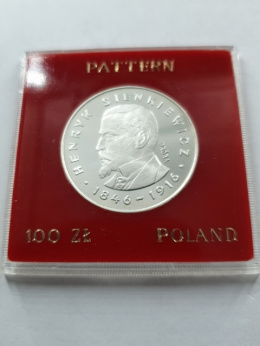 PATTERN
HENRYK SIENKIEWICZ
· 1846 - 1916 ·
100 ZŁ POLAND